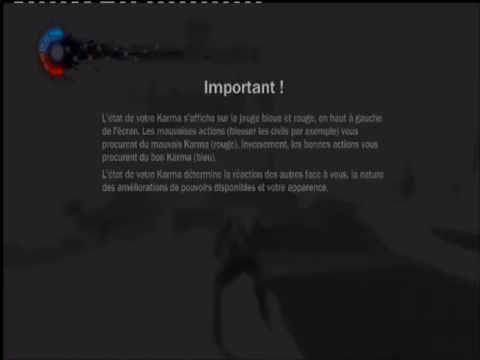 Important !
L'état de votre Karma s'affiche sur la jauge bleue et rouge, en haut à gauche
de l'écran. Les mauvaises actions (blesser les civils par exemple) vous
procurent du mauvais Karma (rouge). Inversement, les bonnes actions vous
procurent du bon Karma (bleu).
L'état de votre Karma détermine la réaction des autres face à vous, la nature
des améliorations de pouvoirs disponibles et votre apparence.